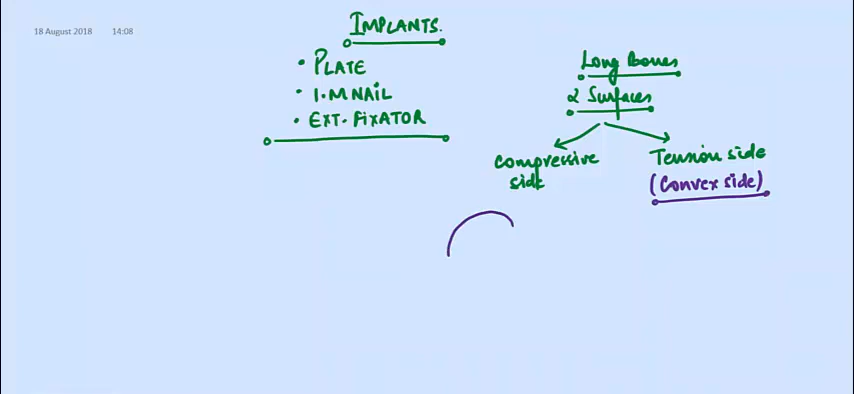 18 August 2018 14:08
IMPLANTS.
• PLATE
• I.M NAIL
• EXT. FIXATOR
Long Bones
2 Surfaces
Compressive side
Tension side
(Convex side)